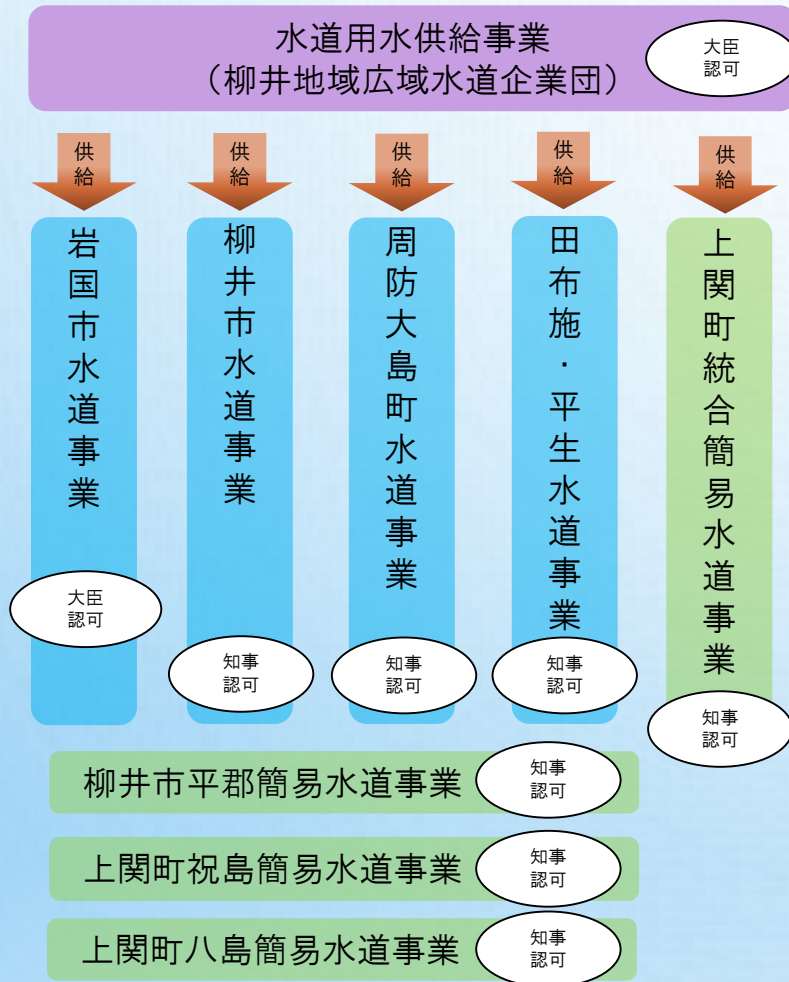 水道用水供給事業
（柳井地域広域水道企業団）
大臣
認可
供
給
供
給
供
給
供
給
供
給
岩国市水道事業
大臣
認可
柳井市水道事業
知事
認可
周防大島町水道事業
知事
認可
田布施・平生水道事業
知事
認可
上関町統合簡易水道事業
知事
認可
柳井市平郡簡易水道事業
知事
認可
上関町祝島簡易水道事業
知事
認可
上関町八島簡易水道事業
知事
認可